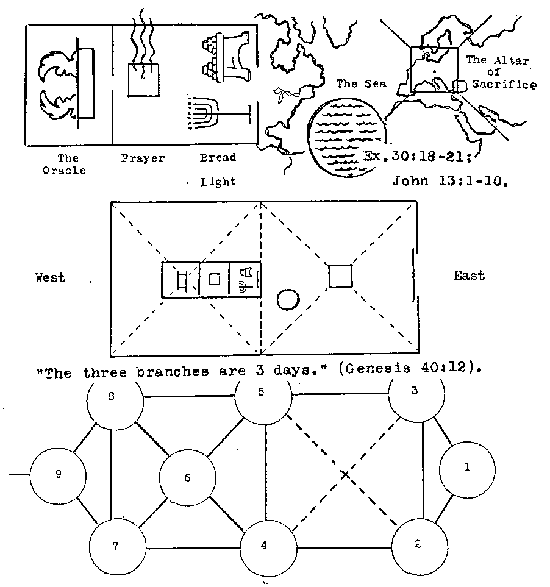 The Altar
of
Sacrifice
The Sea
The
Oracle
Prayer
Bread
Light
Ex.30:18-21;
John 13:1-10.
West
East
"The three branches are 3 days." (Genesis 40:12).
8
5
3
9
6
1
7
4
2